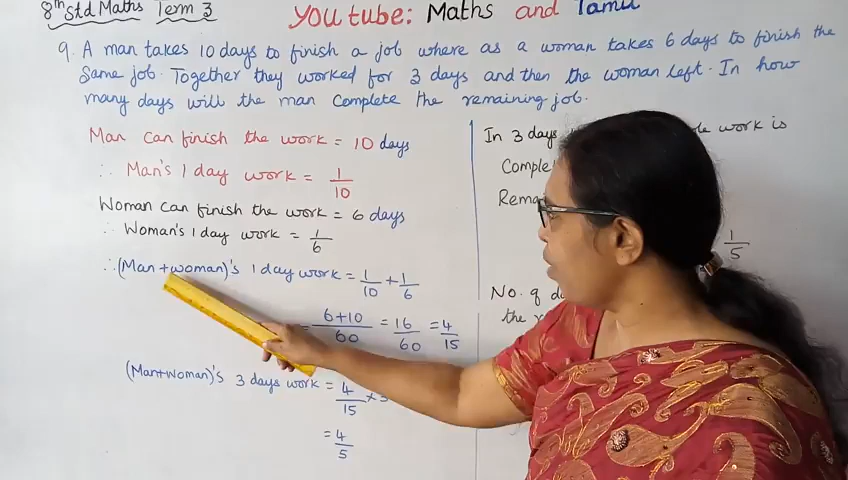 8th Std Maths Term 3
You tube: Maths and Tamil
9. A man takes 10 days to finish a job where as a woman takes 6 days to finish the
Same job. Together they worked for 3 days and then the woman left. In how
many days will the man Complete the remaining job.
Man can finish the work = 10 days
∴ Man's 1 day work = 1/10
Woman can finish the work = 6 days
∴ Woman's 1 day work = 1/6
∴ (Man + woman)'s 1 day work = 1/10 + 1/6
= 6+10/60 = 16/60 = 4/15
(Man+woman)'s 3 days work = 4/15 × 3
= 4/5
In 3 days work is
Comple
Rema
1/5
No. of d
the